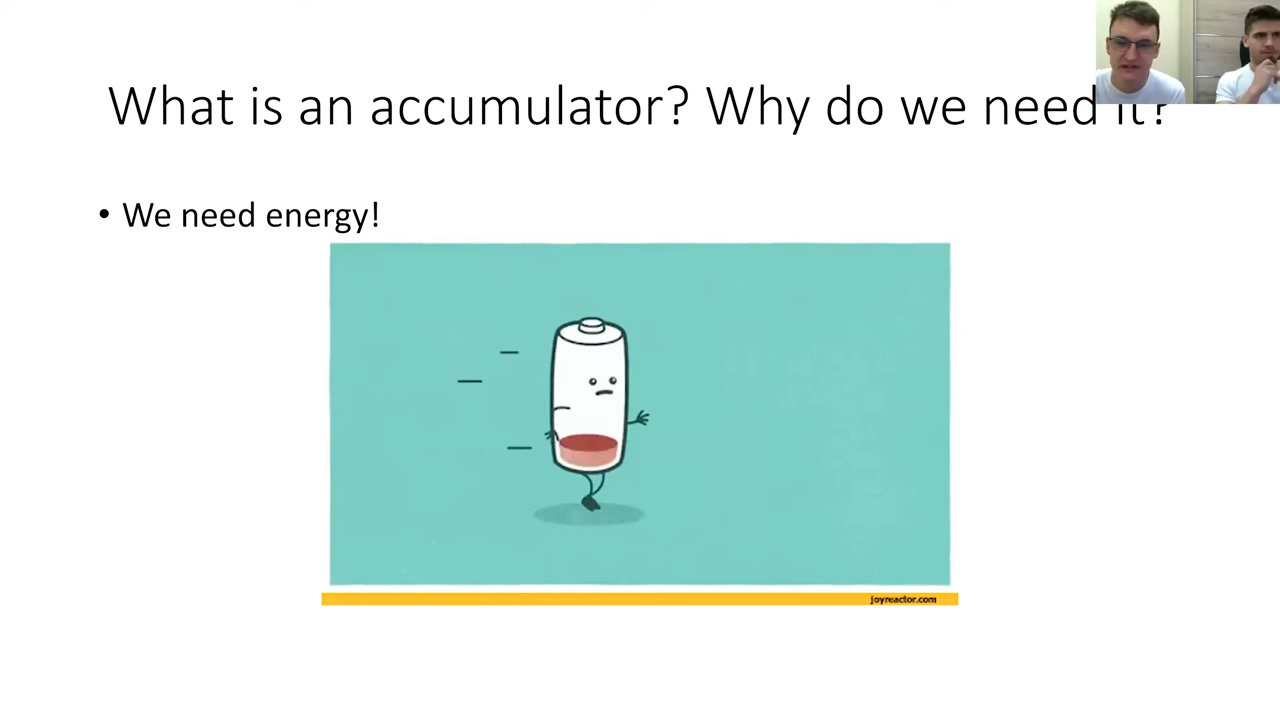 What is an accumulator? Why do we need it?
• We need energy!
joyreactor.com